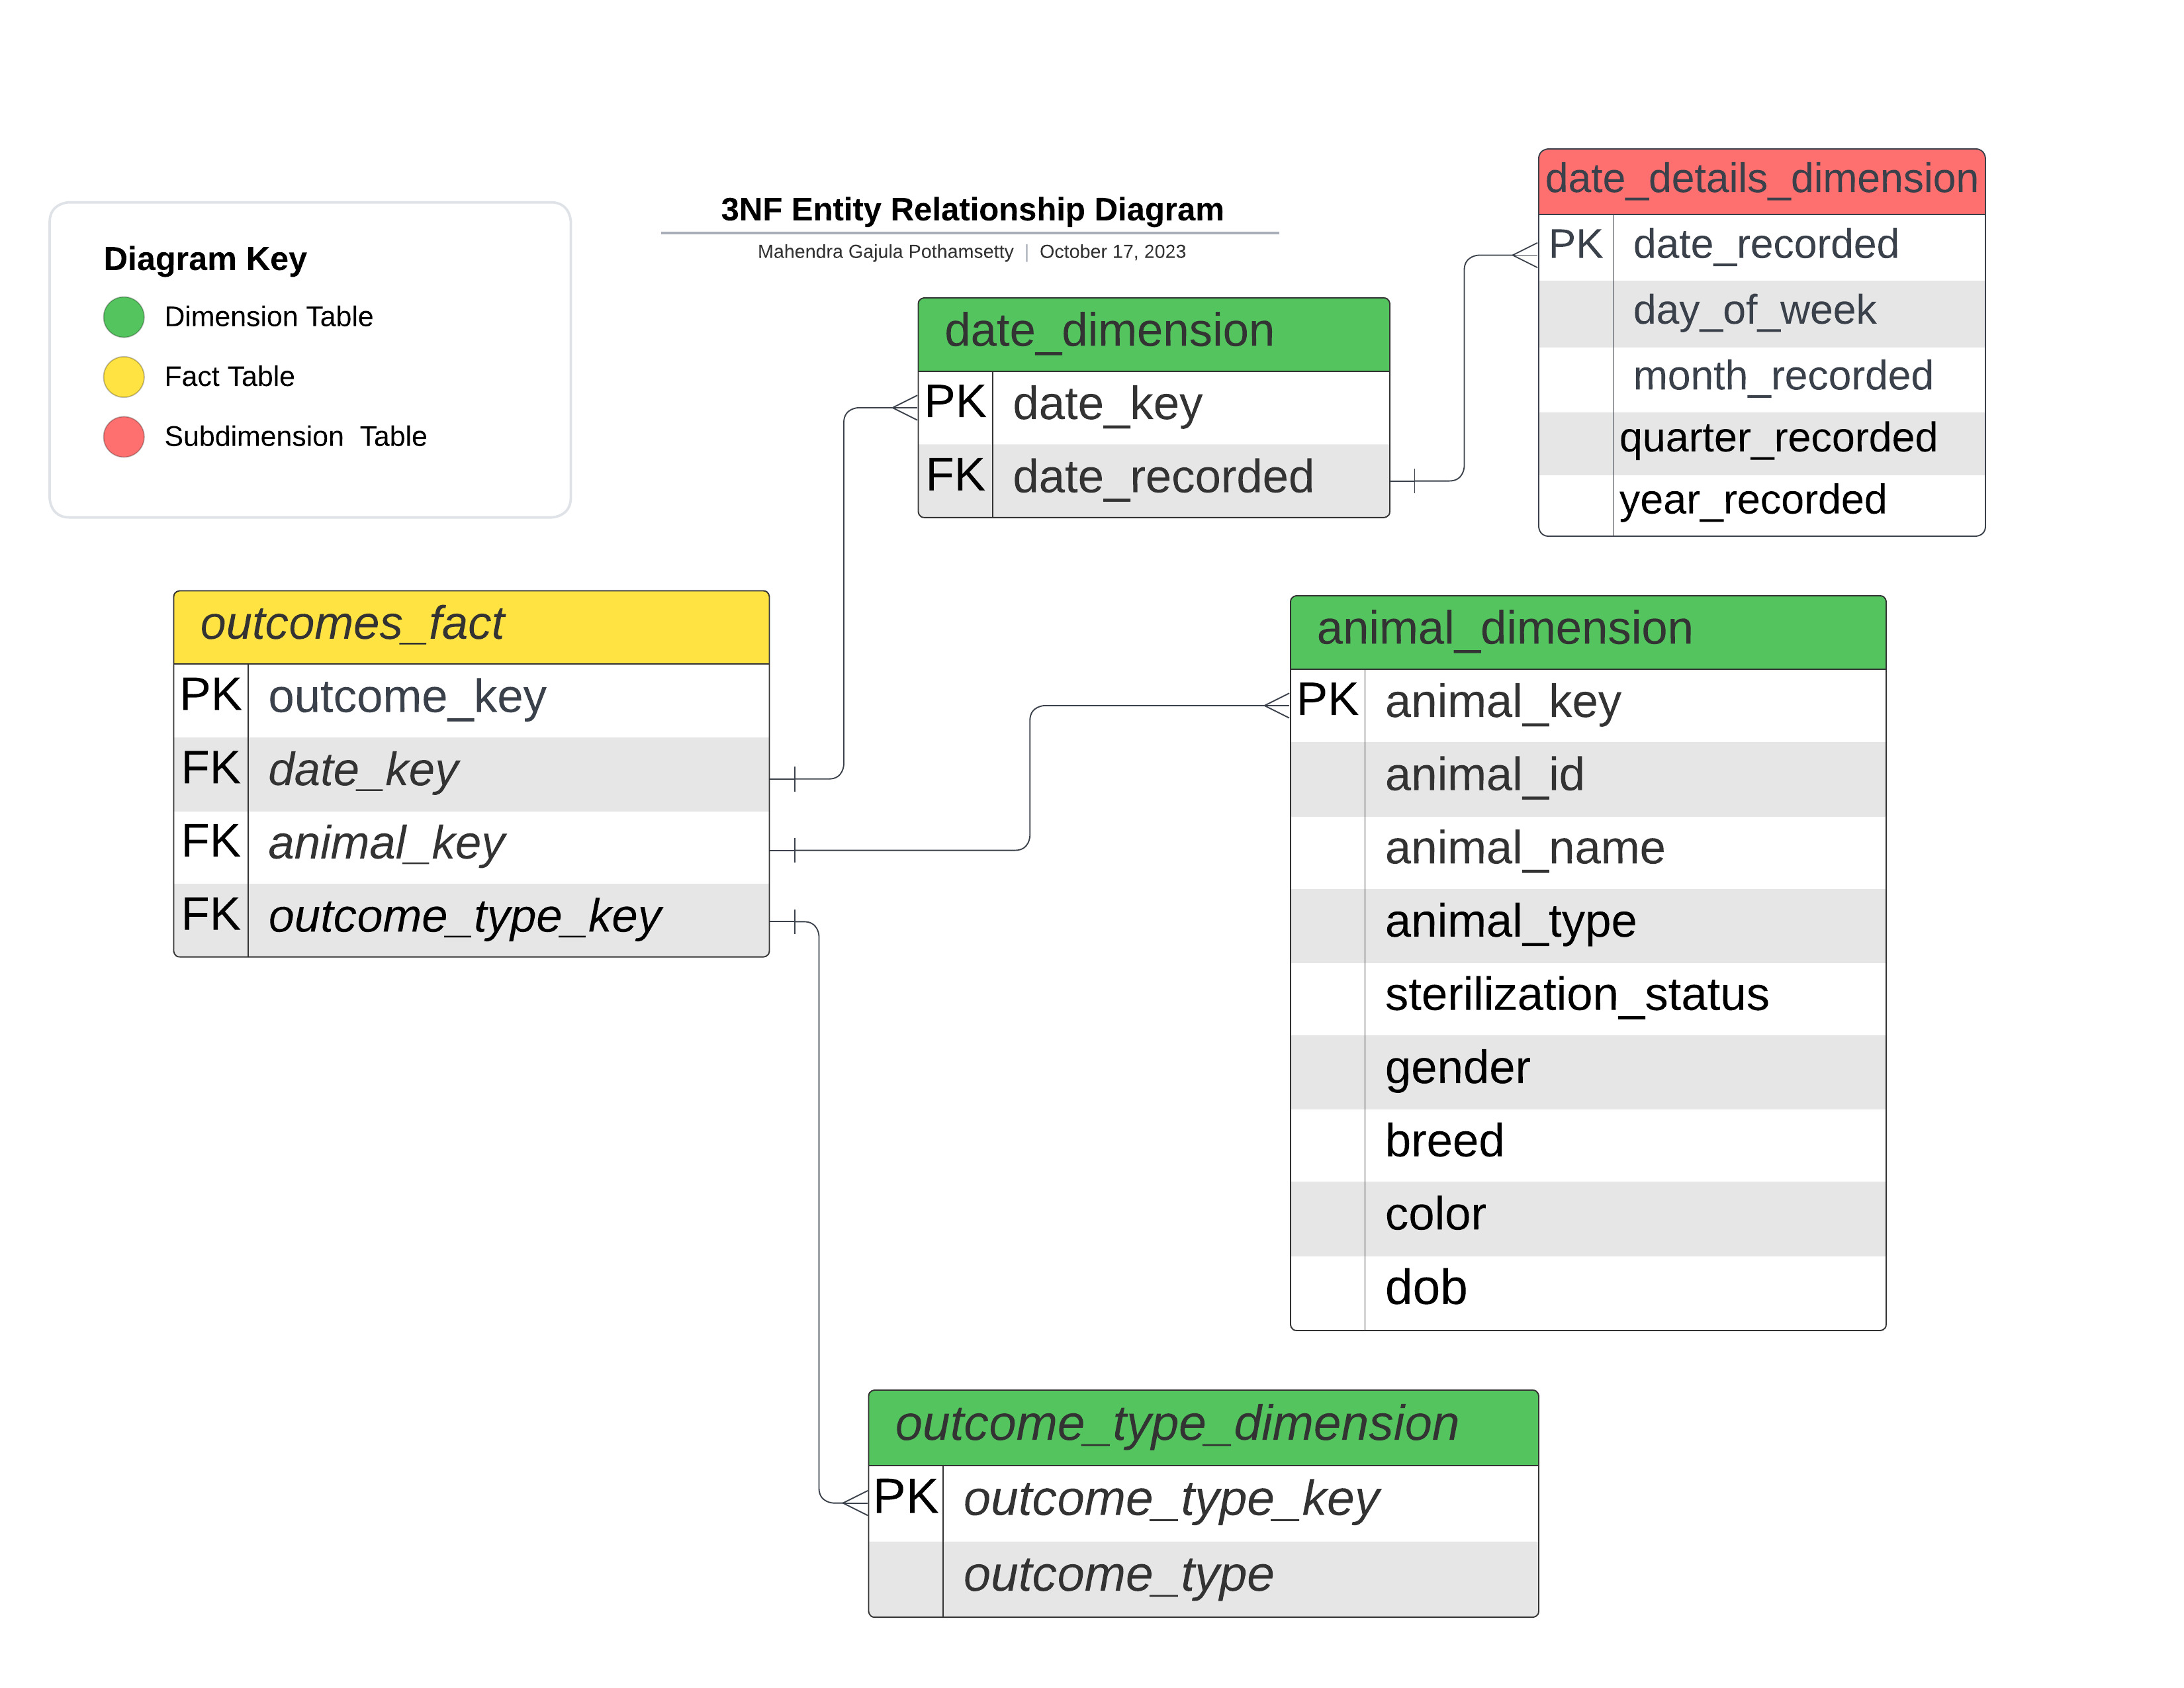 3NF Entity Relationship Diagram
Mahendra Gajula Pothamsetty | October 17, 2023
Diagram Key
Dimension Table
Fact Table
Subdimension Table
date_details_dimension
PK date_recorded
day_of_week
month_recorded
quarter_recorded
year_recorded
date_dimension
PK date_key
FK date_recorded
outcomes_fact
PK outcome_key
FK date_key
FK animal_key
FK outcome_type_key
animal_dimension
PK animal_key
animal_id
animal_name
animal_type
sterilization_status
gender
breed
color
dob
outcome_type_dimension
PK outcome_type_key
outcome_type